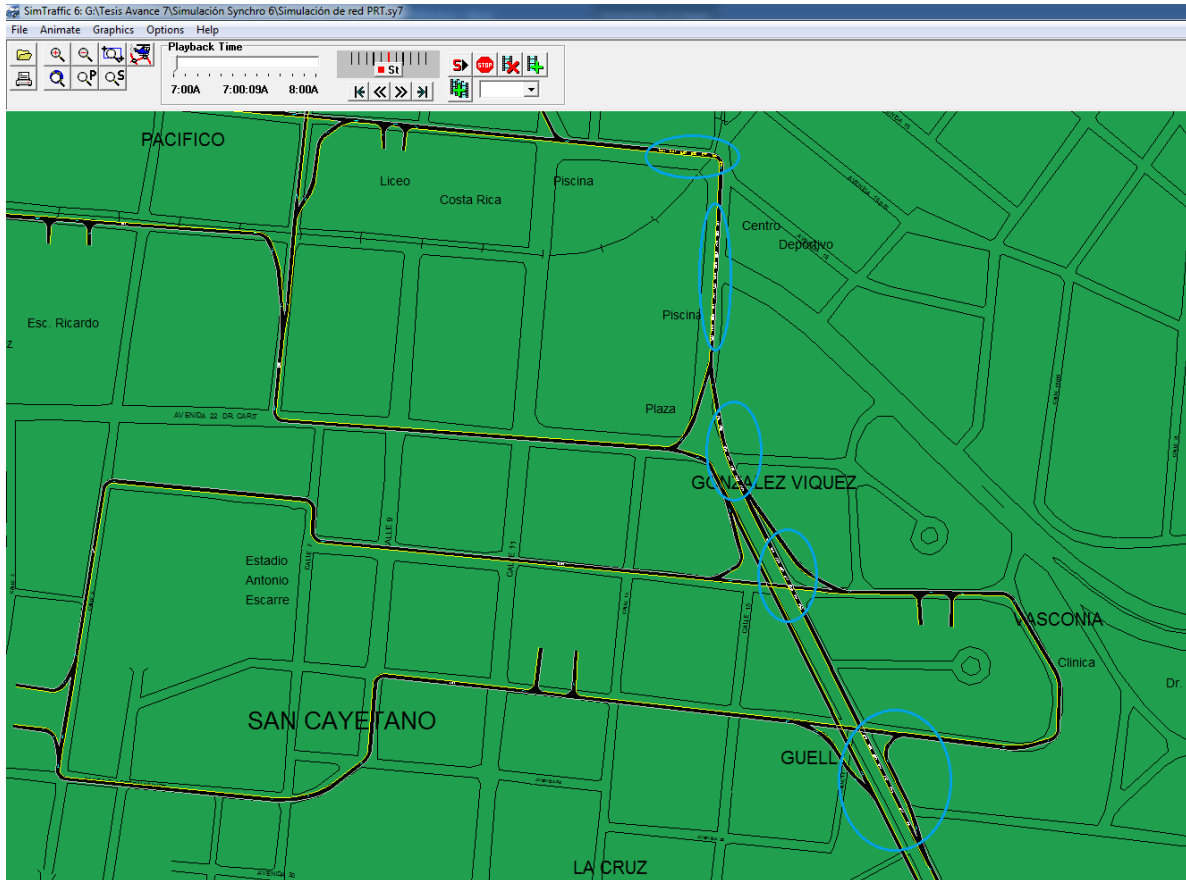 SimTraffic 6: G:\Tesis Avance 7\Simulación Synchro 6\Simulación de red PRT.sy7
File Animate Graphics Options Help
Playback Time
St
S
STOP
P
S
7:00A 7:00:09A 8:00A
PACIFICO
Liceo
Piscina
Costa Rica
Centro
Deportivo
Piscina
Esc. Ricardo
z
Plaza
AVENIDA 22 DR. CARIT
GONZALEZ VIQUEZ
CALLE 9
CALLE 11
CALLE 7
Estadio
Antonio
Escarre
VASCONIA
Clinica
Dr.
SAN CAYETANO
GUELL
LA CRUZ